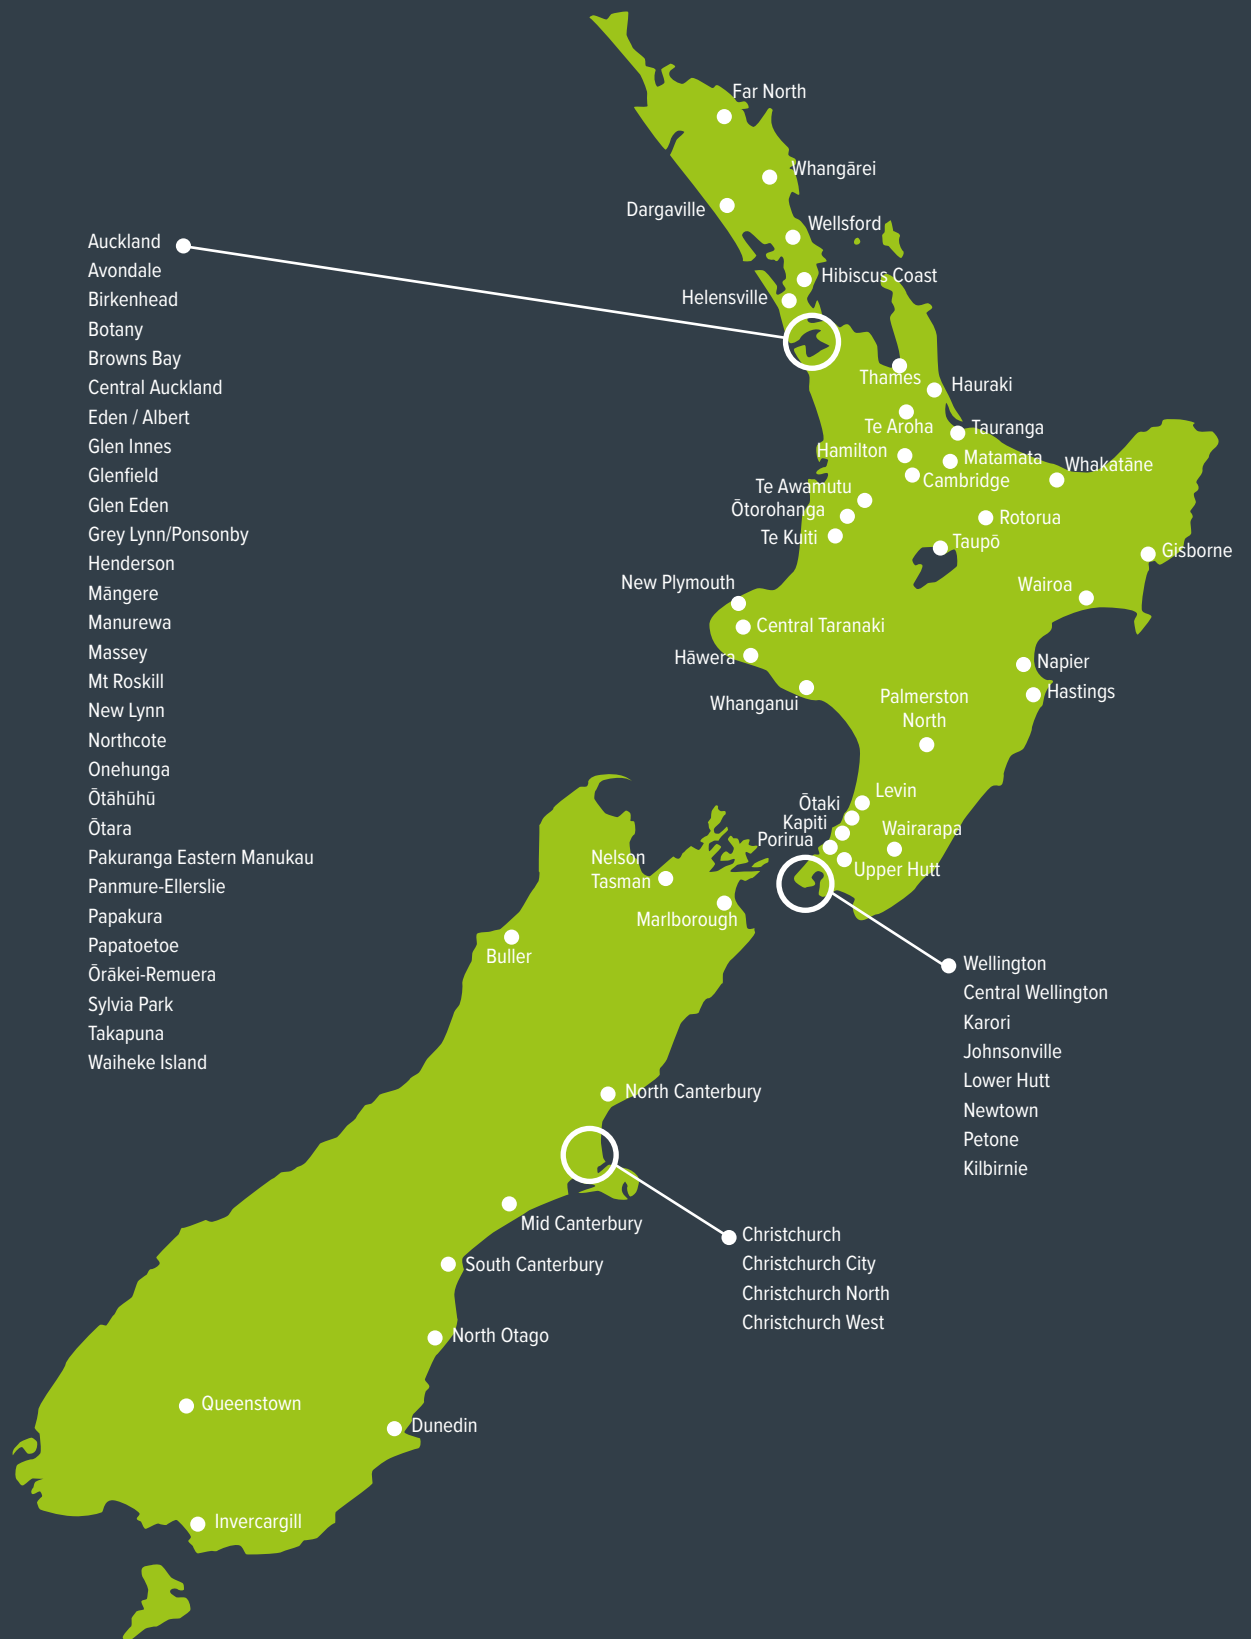 Far North
Whangārei
Dargaville
Wellsford
Hibiscus Coast
Helensville
Auckland
Avondale
Birkenhead
Botany
Browns Bay
Central Auckland
Eden / Albert
Glen Innes
Glenfield
Glen Eden
Grey Lynn/Ponsonby
Henderson
Māngere
Manurewa
Massey
Mt Roskill
New Lynn
Northcote
Onehunga
Ōtāhūhū
Ōtara
Pakuranga Eastern Manukau
Panmure-Ellerslie
Papakura
Papatoetoe
Ōrākei-Remuera
Sylvia Park
Takapuna
Waiheke Island
Thames
Hauraki
Te Aroha
Tauranga
Hamilton
Matamata
Whakatāne
Cambridge
Te Awamutu
Ōtorohanga
Rotorua
Te Kuiti
Taupō
Gisborne
New Plymouth
Wairoa
Central Taranaki
Hāwera
Napier
Hastings
Whanganui
Palmerston
North
Levin
Ōtaki
Kapiti
Wairarapa
Porirua
Upper Hutt
Nelson
Tasman
Marlborough
Buller
Wellington
Central Wellington
Karori
Johnsonville
Lower Hutt
Newtown
Petone
Kilbirnie
North Canterbury
Mid Canterbury
Christchurch
Christchurch City
Christchurch North
Christchurch West
South Canterbury
North Otago
Queenstown
Dunedin
Invercargill